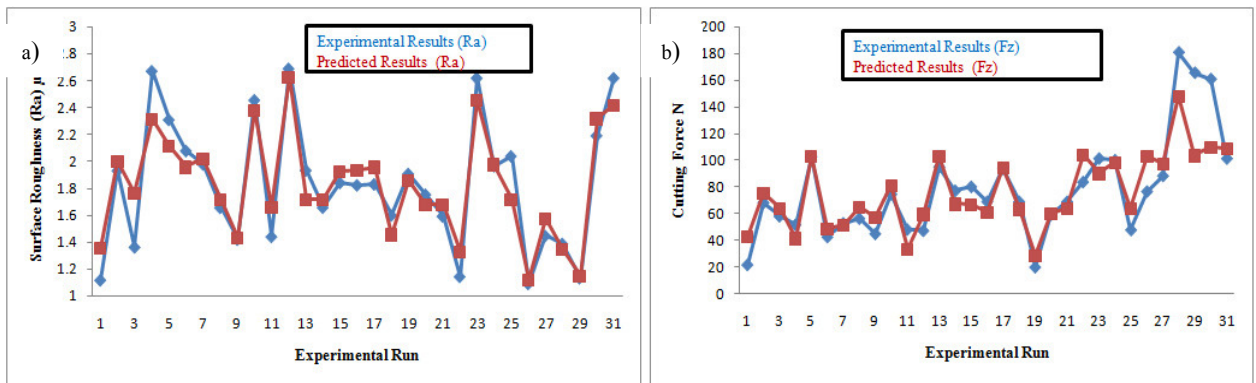 a)
Experimental Results (Ra)
Predicted Results (Ra)
Surface Roughness (Ra) µ
3
2.8
2.6
2.4
2.2
2
1.8
1.6
1.4
1.2
1
1 3 5 7 9 11 13 15 17 19 21 23 25 27 29 31
Experimental Run
b)
Experimental Results (Fz)
Predicted Results (Fz)
Cutting Force N
200
180
160
140
120
100
80
60
40
20
0
1 3 5 7 9 11 13 15 17 19 21 23 25 27 29 31
Experimental Run